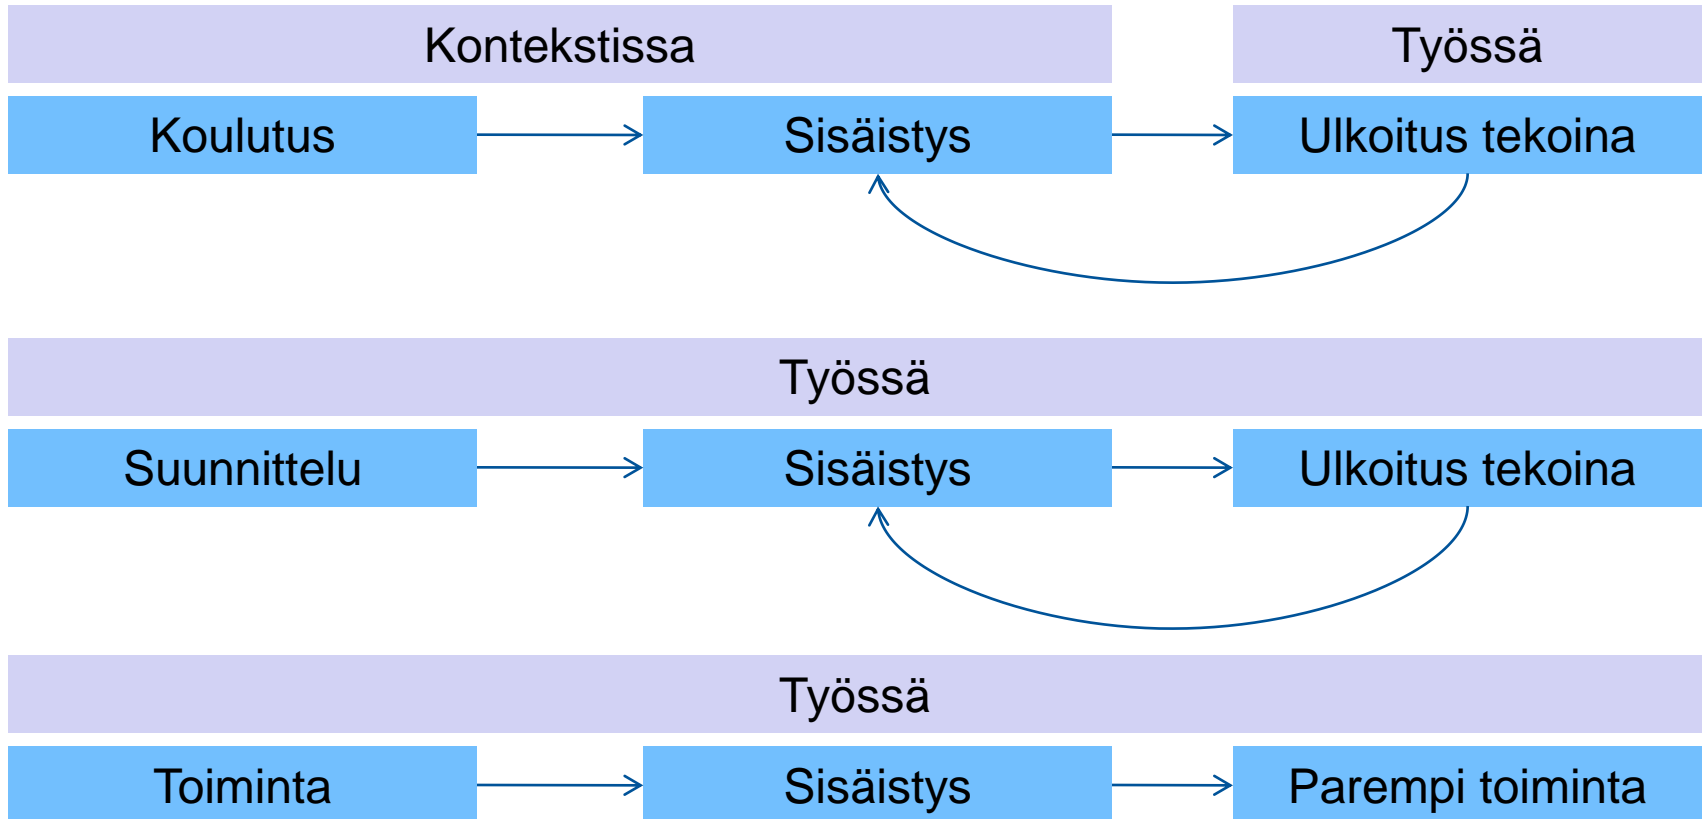 Kontekstissa
Työssä
Koulutus
Sisäistys
Ulkoitus tekoina
Työssä
Suunnittelu
Sisäistys
Ulkoitus tekoina
Työssä
Toiminta
Sisäistys
Parempi toiminta